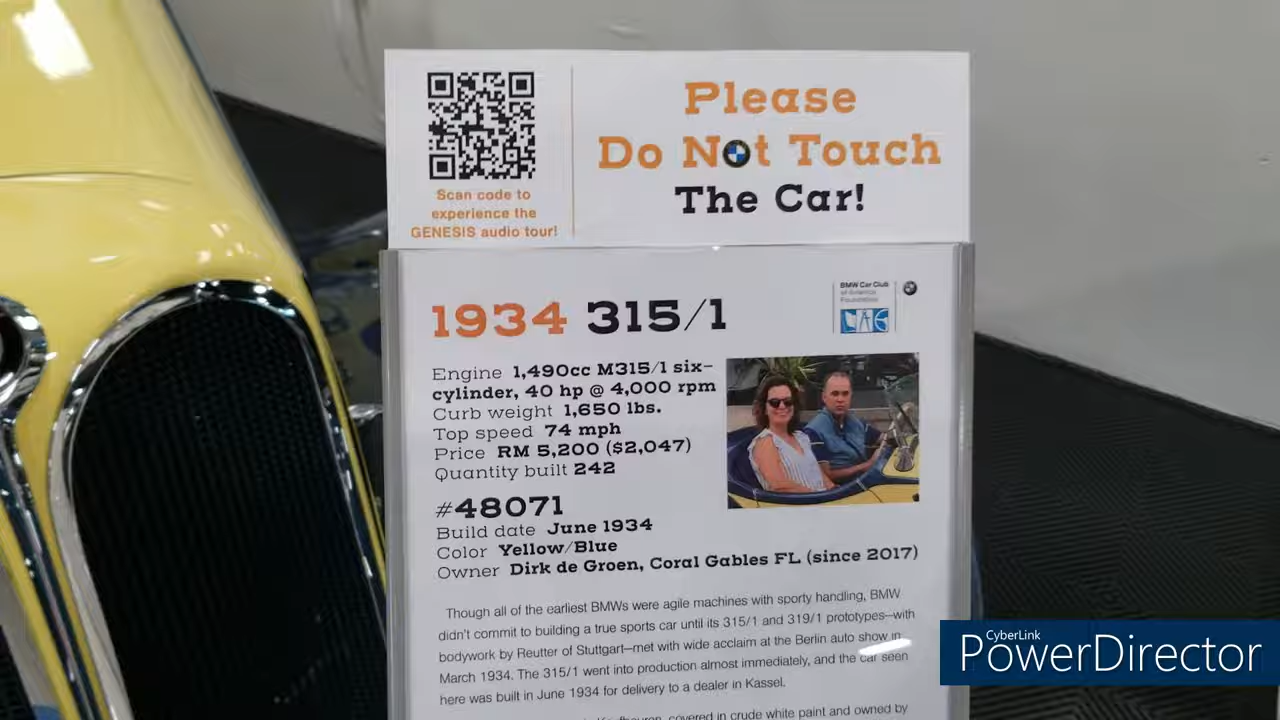 Please
Do Not Touch
The Car!
Scan code to
experience the
GENESIS audio tour!
1934 315/1
BMW Car Club
of America
Foundation
Engine 1,490cc M315/1 six-
cylinder, 40 hp @ 4,000 rpm
Curb weight 1,650 lbs.
Top speed 74 mph
Price RM 5,200 ($2,047)
Quantity built 242
#48071
Build date June 1934
Color Yellow/Blue
Owner Dirk de Groen, Coral Gables FL (since 2017)
Though all of the earliest BMWs were agile machines with sporty handling, BMW
didn't commit to building a true sports car until its 315/1 and 319/1 prototypes—with
bodywork by Reutter of Stuttgart—met with wide acclaim at the Berlin auto show in
March 1934. The 315/1 went into production almost immediately, and the car seen
here was built in June 1934 for delivery to a dealer in Kassel.
covered in crude white paint and owned by
CyberLink
PowerDirector